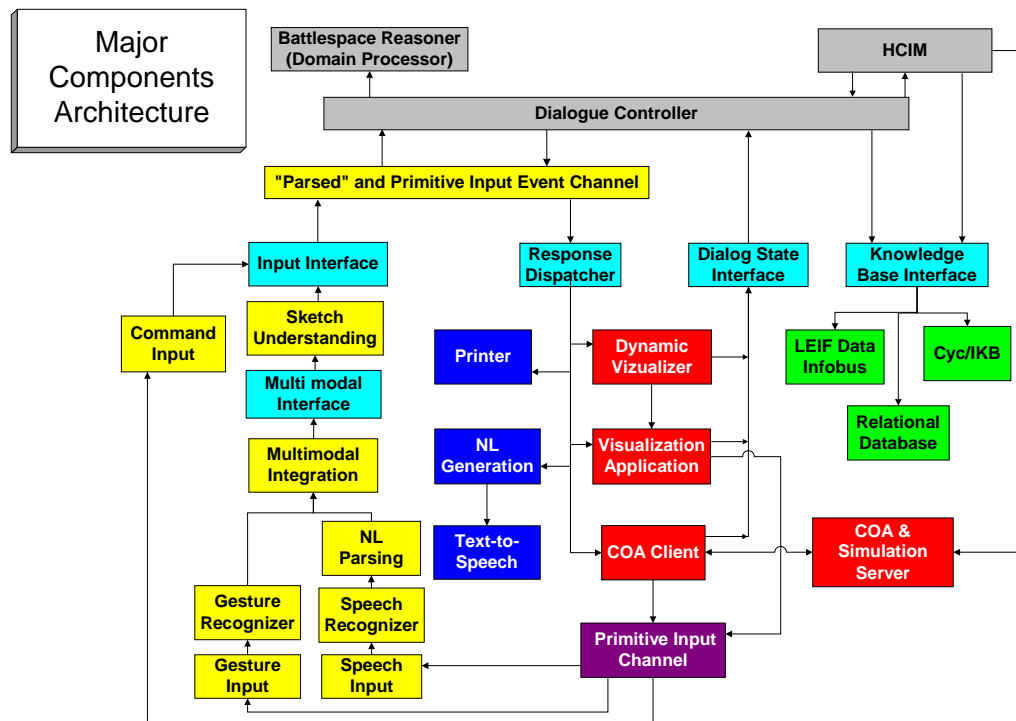 Major
Components
Architecture
Battlespace Reasoner
(Domain Processor)
HCIM
Dialogue Controller
"Parsed" and Primitive Input Event Channel
Input Interface
Response
Dispatcher
Dialog State
Interface
Knowledge
Base Interface
Command
Input
Sketch
Understanding
Printer
Dynamic
Vizualizer
LEIF Data
Infobus
Cyc/IKB
Multi modal
Interface
Relational
Database
Multimodal
Integration
NL
Generation
Visualization
Application
NL
Parsing
Text-to-
Speech
COA Client
COA &
Simulation
Server
Gesture
Recognizer
Speech
Recognizer
Primitive Input
Channel
Gesture
Input
Speech
Input